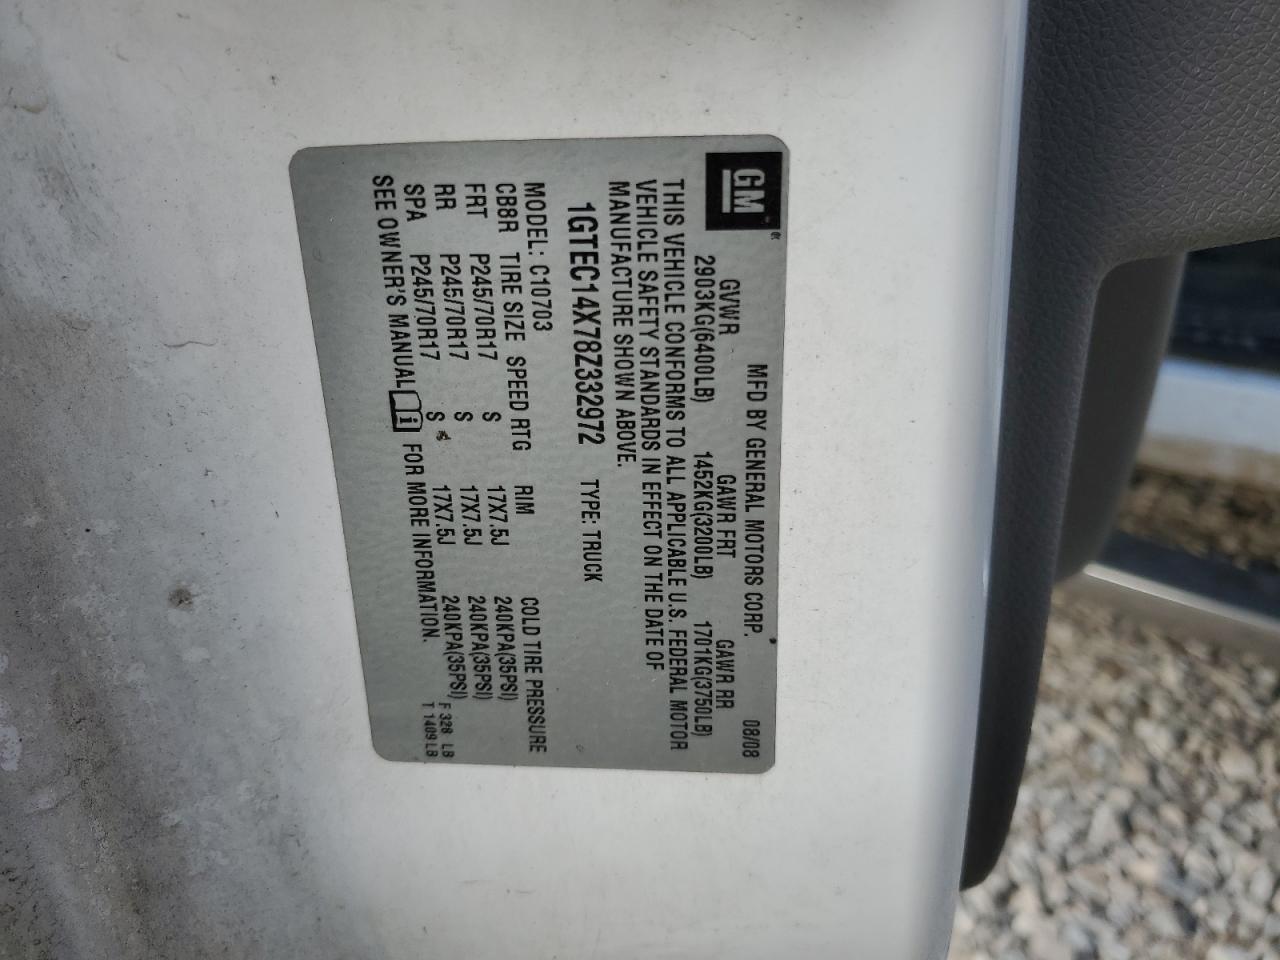 GM
MFD BY GENERAL MOTORS CORP. 08/08
GVWR GAWR FRT GAWR RR
2903KG(6400LB) 1452KG(3200LB) 1701KG(3750LB)
THIS VEHICLE CONFORMS TO ALL APPLICABLE U.S. FEDERAL MOTOR
VEHICLE SAFETY STANDARDS IN EFFECT ON THE DATE OF
MANUFACTURE SHOWN ABOVE.
1GTEC14X78Z332972 TYPE: TRUCK
MODEL: C10703
CB8R TIRE SIZE SPEED RTG RIM COLD TIRE PRESSURE
FRT P245/70R17 S 17X7.5J 240KPA(35PSI)
RR P245/70R17 S 17X7.5J 240KPA(35PSI)
SPA P245/70R17 S 17X7.5J 240KPA(35PSI)
SEE OWNER'S MANUAL i FOR MORE INFORMATION.
F 328 LB
T 1409 LB